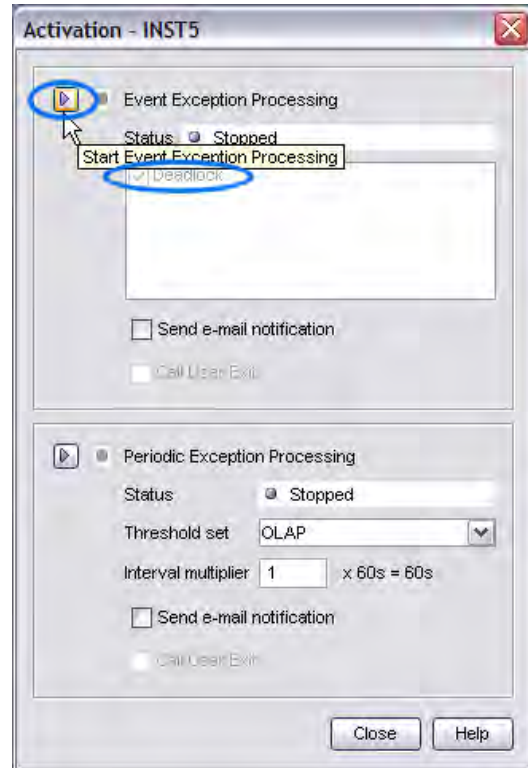 Activation - INST5
Event Exception Processing
Status Stopped
Start Event Exception Processing
Deadlock
Send e-mail notification
Call User Exit
Periodic Exception Processing
Status Stopped
Threshold set OLAP
Interval multiplier 1 x 60s = 60s
Send e-mail notification
Call User Exit
Close Help